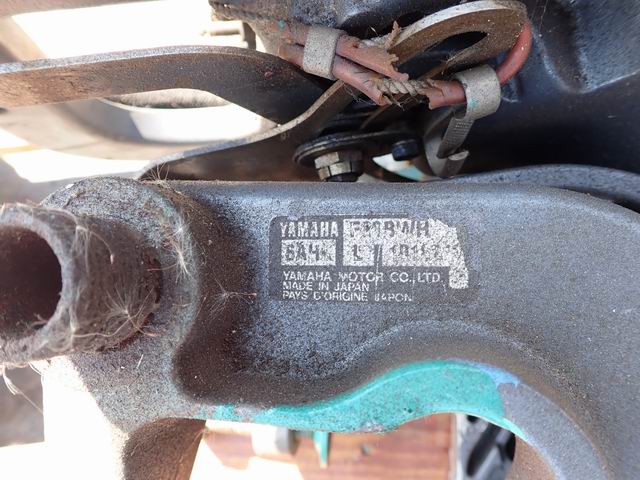 YAMAHA
6A4 L
YAMAHA MOTOR CO.,LTD.
MADE IN JAPAN
PAYS D'ORIGINE JAPON